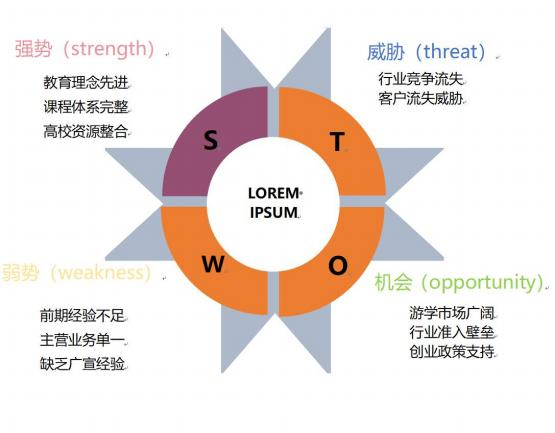 强势（strength）
教育理念先进
课程体系完整
高校资源整合
威胁（threat）
行业竞争流失
客户流失威胁
S
T
LOREM
IPSUM
W
O
弱势（weakness）
前期经验不足
主营业务单一
缺乏广宣经验
机会（opportunity）
游学市场广阔
行业准入壁垒
创业政策支持